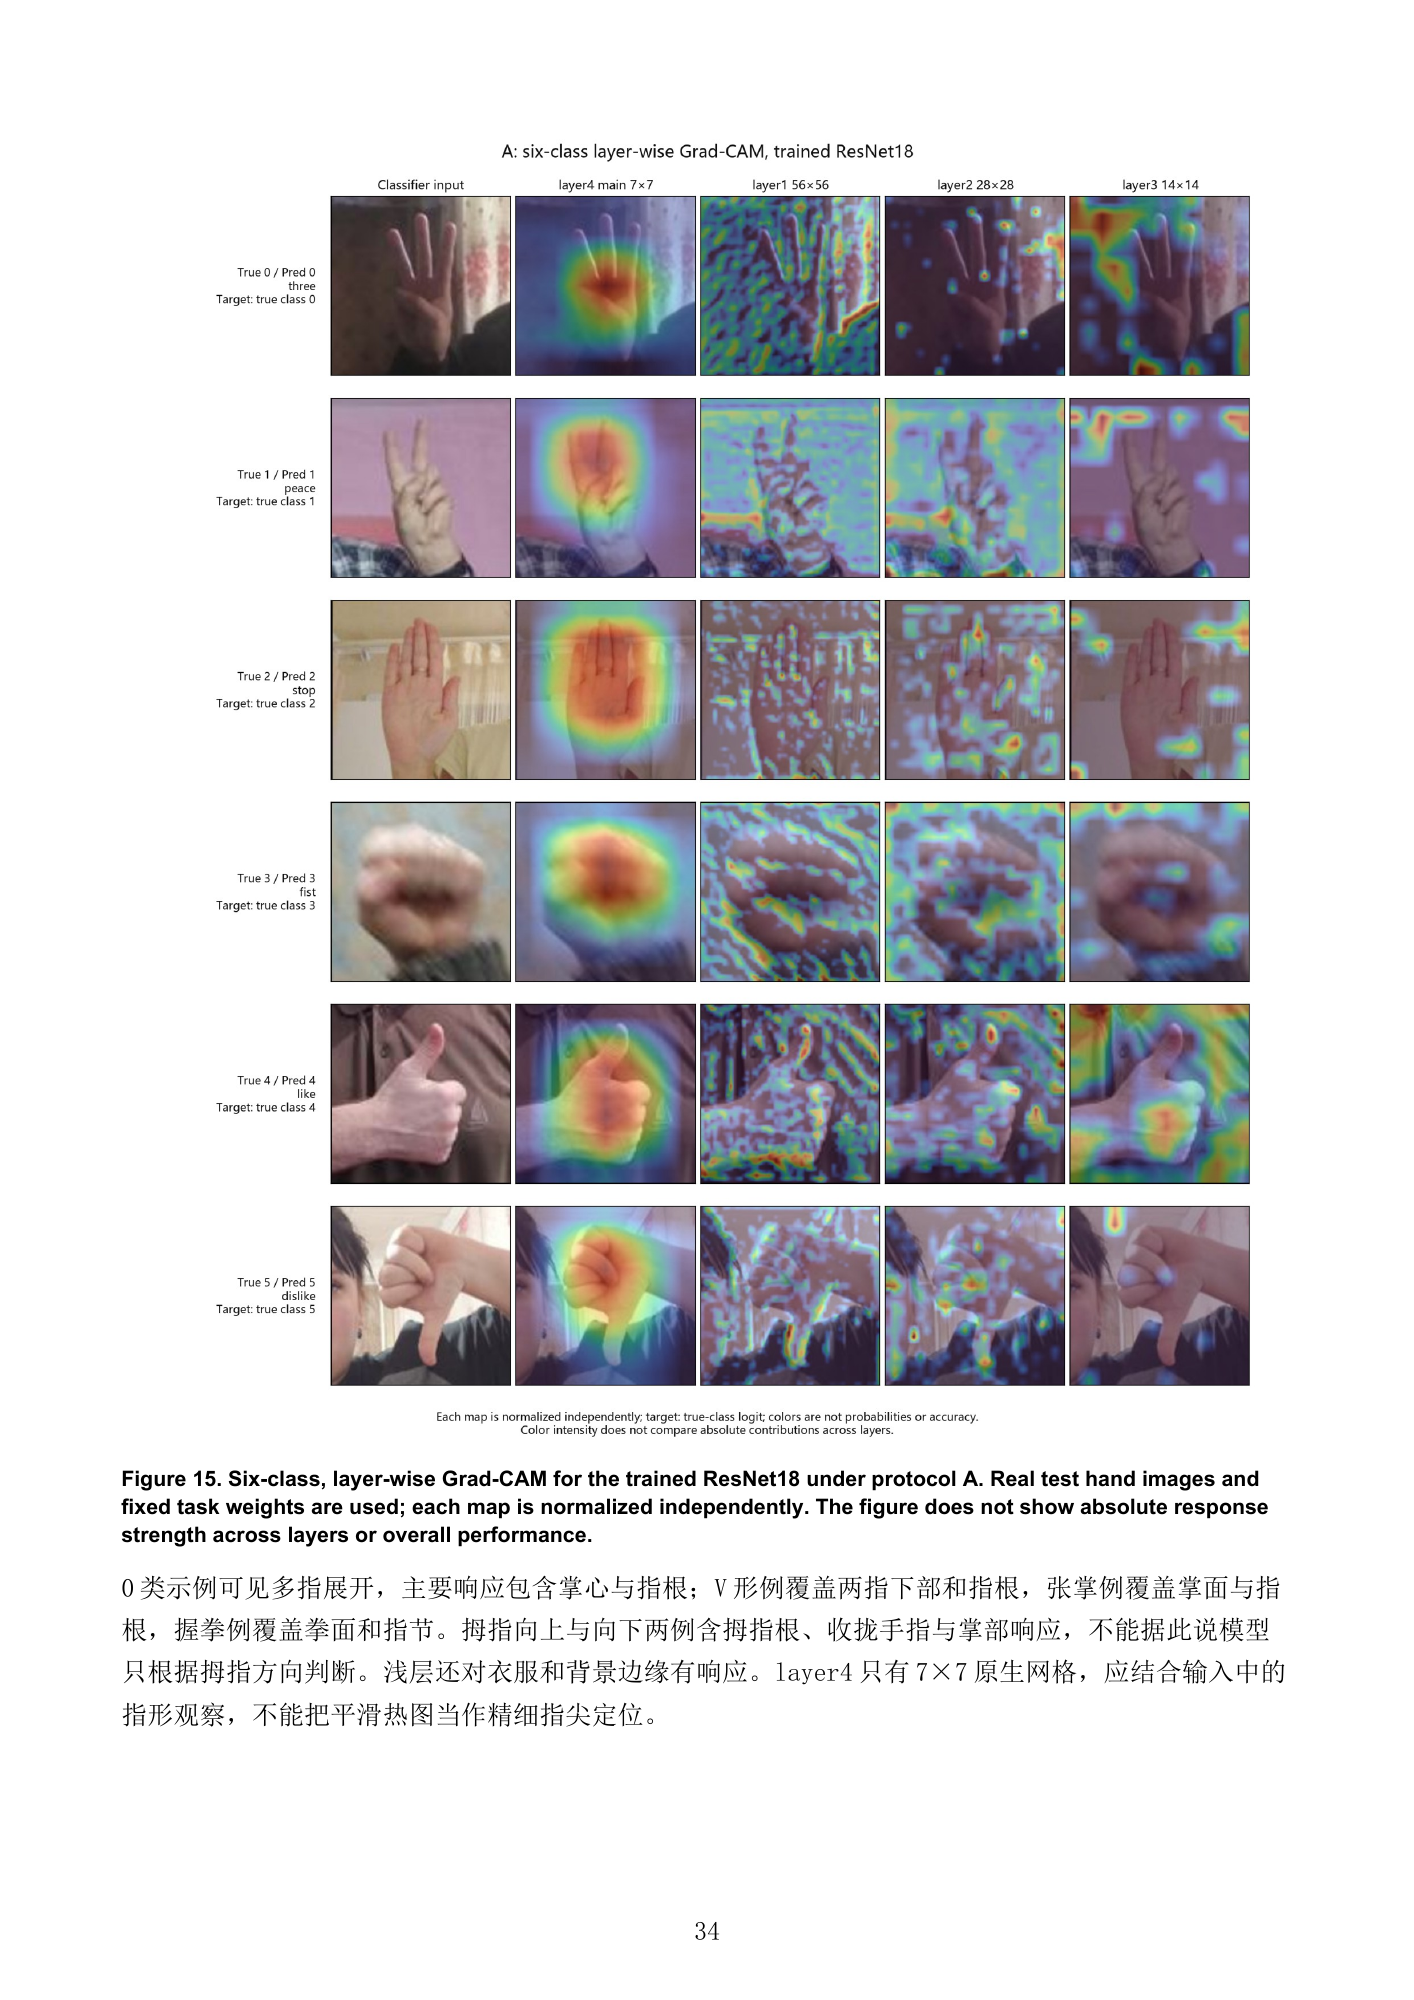 A: six-class layer-wise Grad-CAM, trained ResNet18
Classifier input
layer4 main 7×7
layer1 56×56
layer2 28×28
layer3 14×14
True 0 / Pred 0
three
Target: true class 0
True 1 / Pred 1
peace
Target: true class 1
True 2 / Pred 2
stop
Target: true class 2
True 3 / Pred 3
fist
Target: true class 3
True 4 / Pred 4
like
Target: true class 4
True 5 / Pred 5
dislike
Target: true class 5
Each map is normalized independently; target: true-class logit; colors are not probabilities or accuracy.
Color intensity does not compare absolute contributions across layers.
Figure 15. Six-class, layer-wise Grad-CAM for the trained ResNet18 under protocol A. Real test hand images and
fixed task weights are used; each map is normalized independently. The figure does not show absolute response
strength across layers or overall performance.
0 类示例可见多指展开，主要响应包含掌心与指根；V 形例覆盖两指下部和指根，张掌例覆盖掌面与指
根，握拳例覆盖拳面和指节。拇指向上与向下两例含拇指根、收拢手指与掌部响应，不能据此说模型
只根据拇指方向判断。浅层还对衣服和背景边缘有响应。layer4 只有 7×7 原生网格，应结合输入中的
指形观察，不能把平滑热图当作精细指尖定位。
34